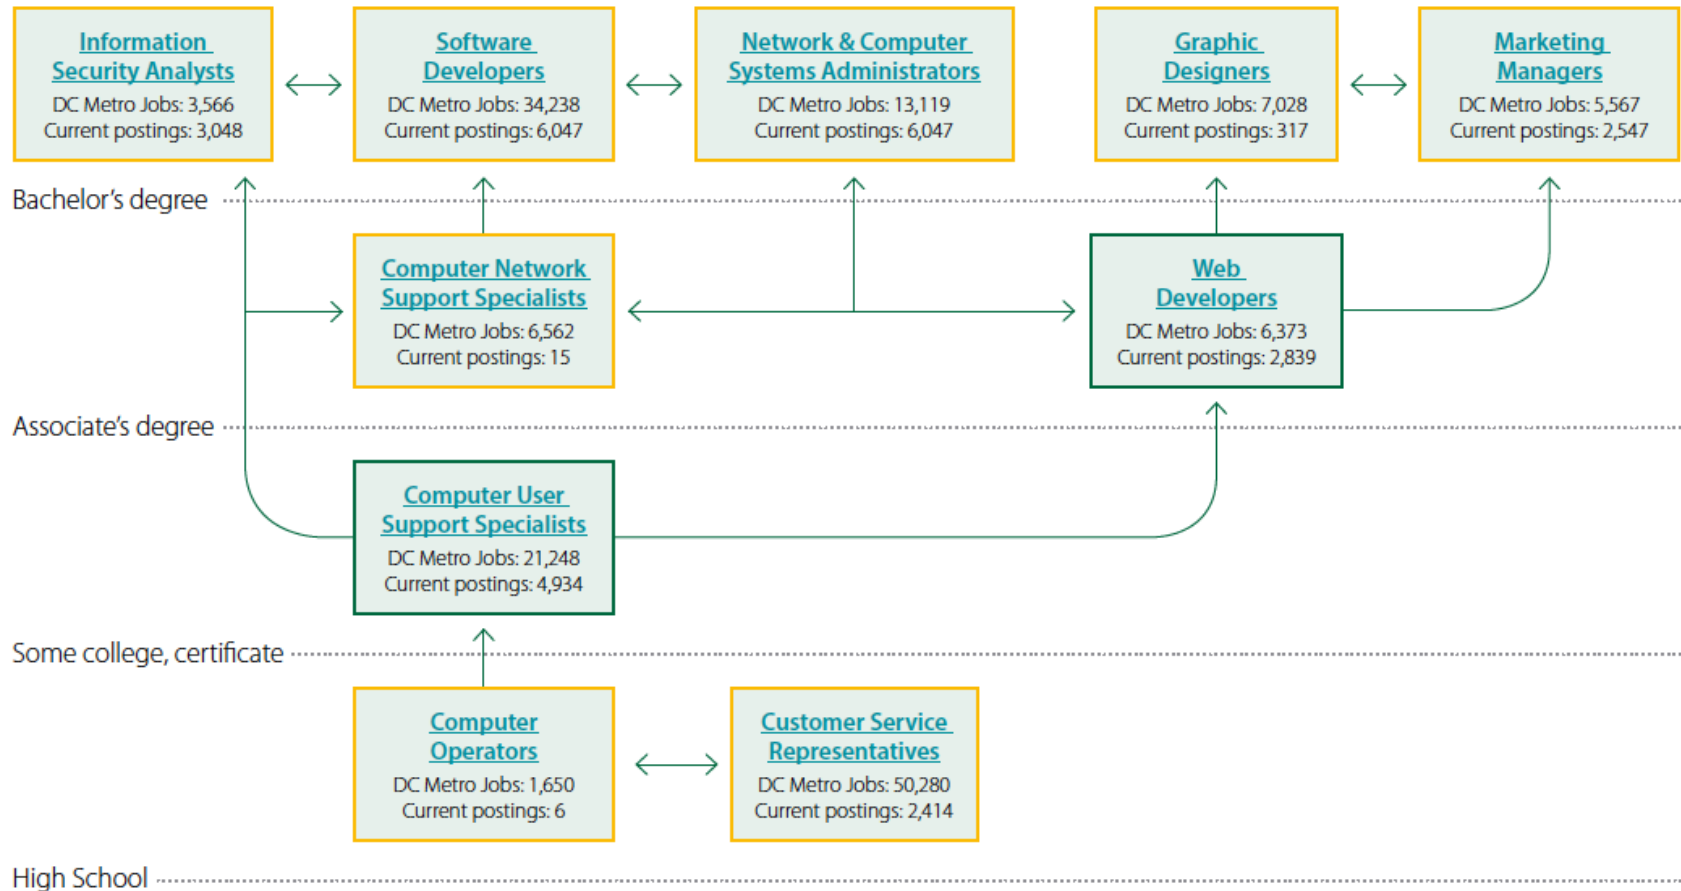 Information
Security Analysts
DC Metro Jobs: 3,566
Current postings: 3,048
Software
Developers
DC Metro Jobs: 34,238
Current postings: 6,047
Network & Computer
Systems Administrators
DC Metro Jobs: 13,119
Current postings: 6,047
Graphic
Designers
DC Metro Jobs: 7,028
Current postings: 317
Marketing
Managers
DC Metro Jobs: 5,567
Current postings: 2,547
Bachelor’s degree
Computer Network
Support Specialists
DC Metro Jobs: 6,562
Current postings: 15
Web
Developers
DC Metro Jobs: 6,373
Current postings: 2,839
Associate’s degree
Computer User
Support Specialists
DC Metro Jobs: 21,248
Current postings: 4,934
Some college, certificate
Computer
Operators
DC Metro Jobs: 1,650
Current postings: 6
Customer Service
Representatives
DC Metro Jobs: 50,280
Current postings: 2,414
High School